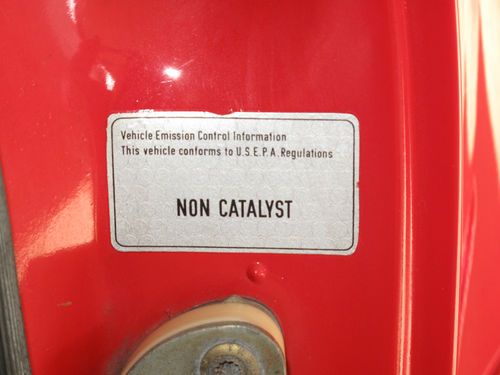 Vehicle Emission Control Information
This vehicle conforms to U.S.E.P.A. Regulations
NON CATALYST